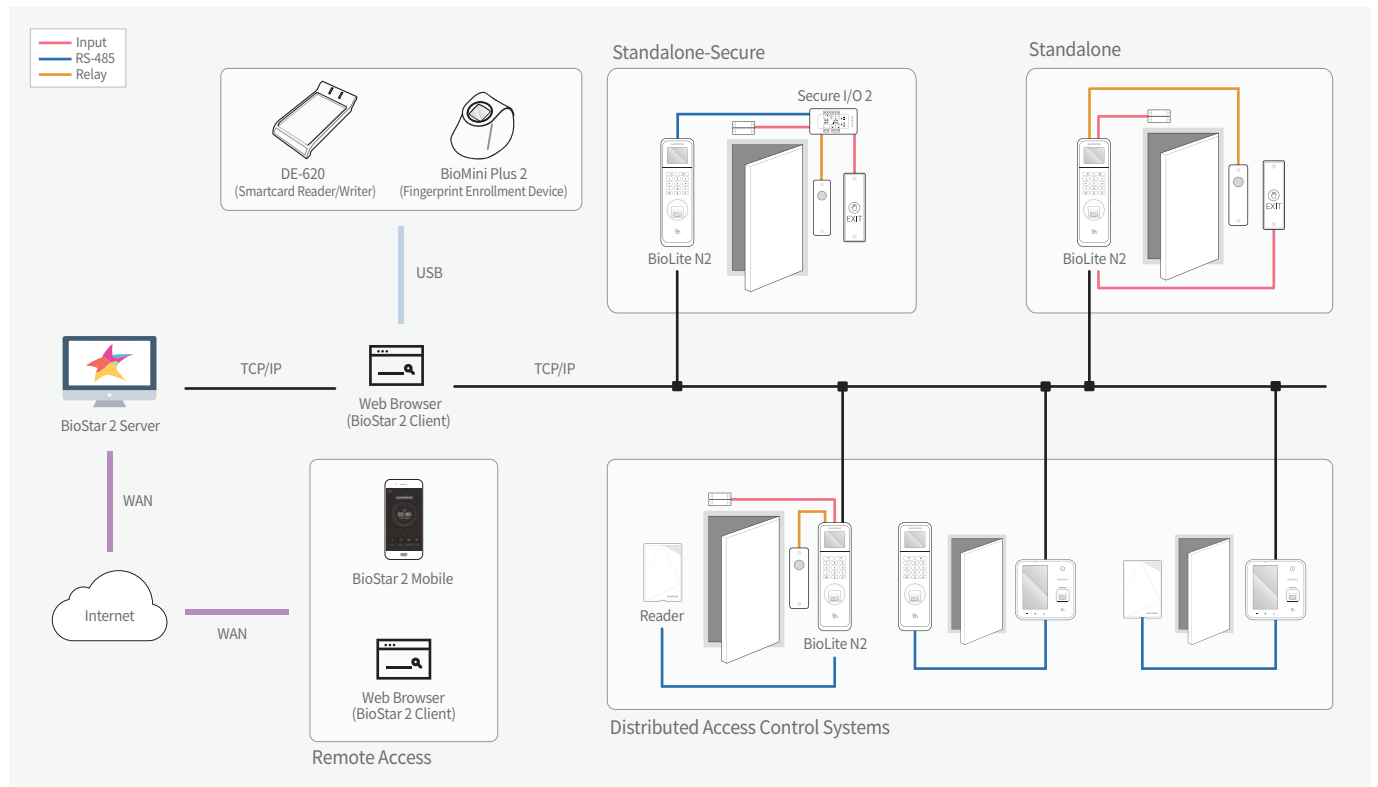 Input
RS-485
Relay
DE-620
(Smartcard Reader/Writer)
BioMini Plus 2
(Fingerprint Enrollment Device)
USB
Standalone-Secure
Secure I/O 2
EXIT
BioLite N2
Standalone
EXIT
BioLite N2
BioStar 2 Server
TCP/IP
Web Browser
(BioStar 2 Client)
TCP/IP
WAN
Internet
WAN
BioStar 2 Mobile
Web Browser
(BioStar 2 Client)
Remote Access
Reader
BioLite N2
Distributed Access Control Systems